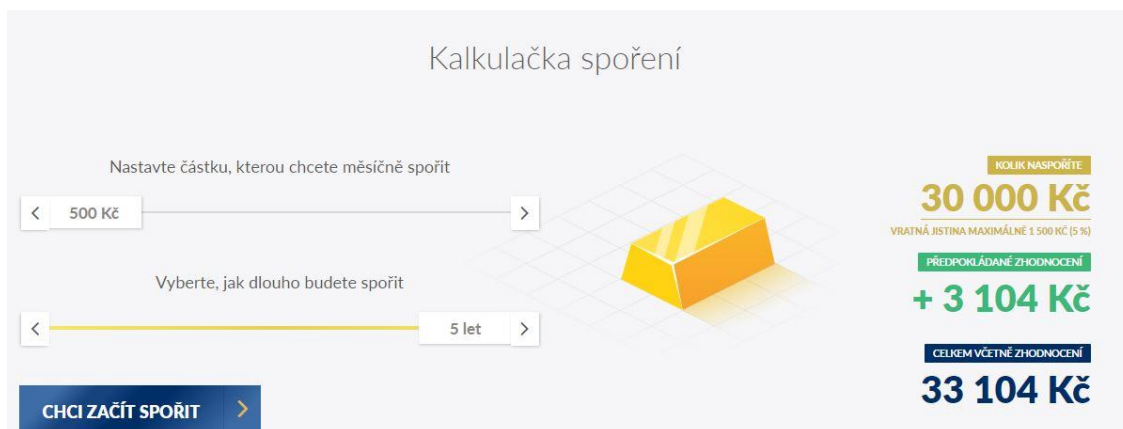 Kalkulačka spoření
Nastavte částku, kterou chcete měsíčně spořit
500 Kč
Vyberte, jak dlouho budete spořit
5 let
CHCI ZAČÍT SPOŘIT
KOLIK NASPOŘÍTE
30 000 Kč
VRATNÁ JISTINA MAXIMÁLNĚ 1 500 KČ (5 %)
PŘEDPOKLÁDANÉ ZHODNOCENÍ
+ 3 104 Kč
CELKEM VČETNĚ ZHODNOCENÍ
33 104 Kč